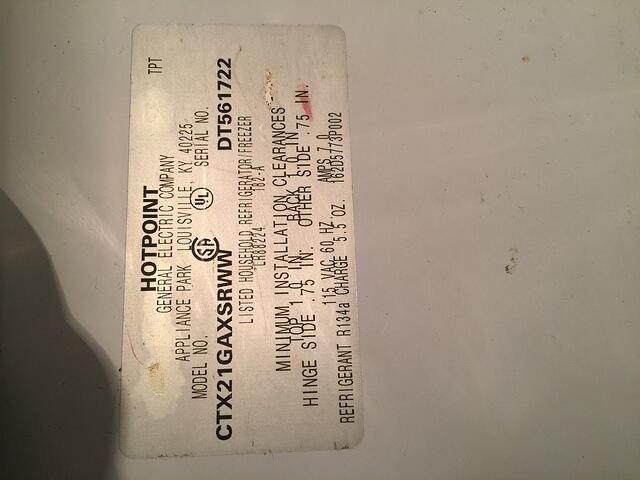 TPT
HOTPOINT
GENERAL ELECTRIC COMPANY
APPLIANCE PARK LOUISVILLE, KY 40225
MODEL NO. SERIAL NO.
CTX21GAXSRWW DT561722
LISTED HOUSEHOLD REFRIGERATOR/FREEZER
LR08224 182-A
MINIMUM INSTALLATION CLEARANCES
TOP 1.0 IN. BACK 1.0 IN
HINGE SIDE .75 IN. OTHER SIDE .75 IN.
115 VAC 60 HZ AMPS 7.0
REFRIGERANT R134a CHARGE 5.5 OZ. 162D5773P002